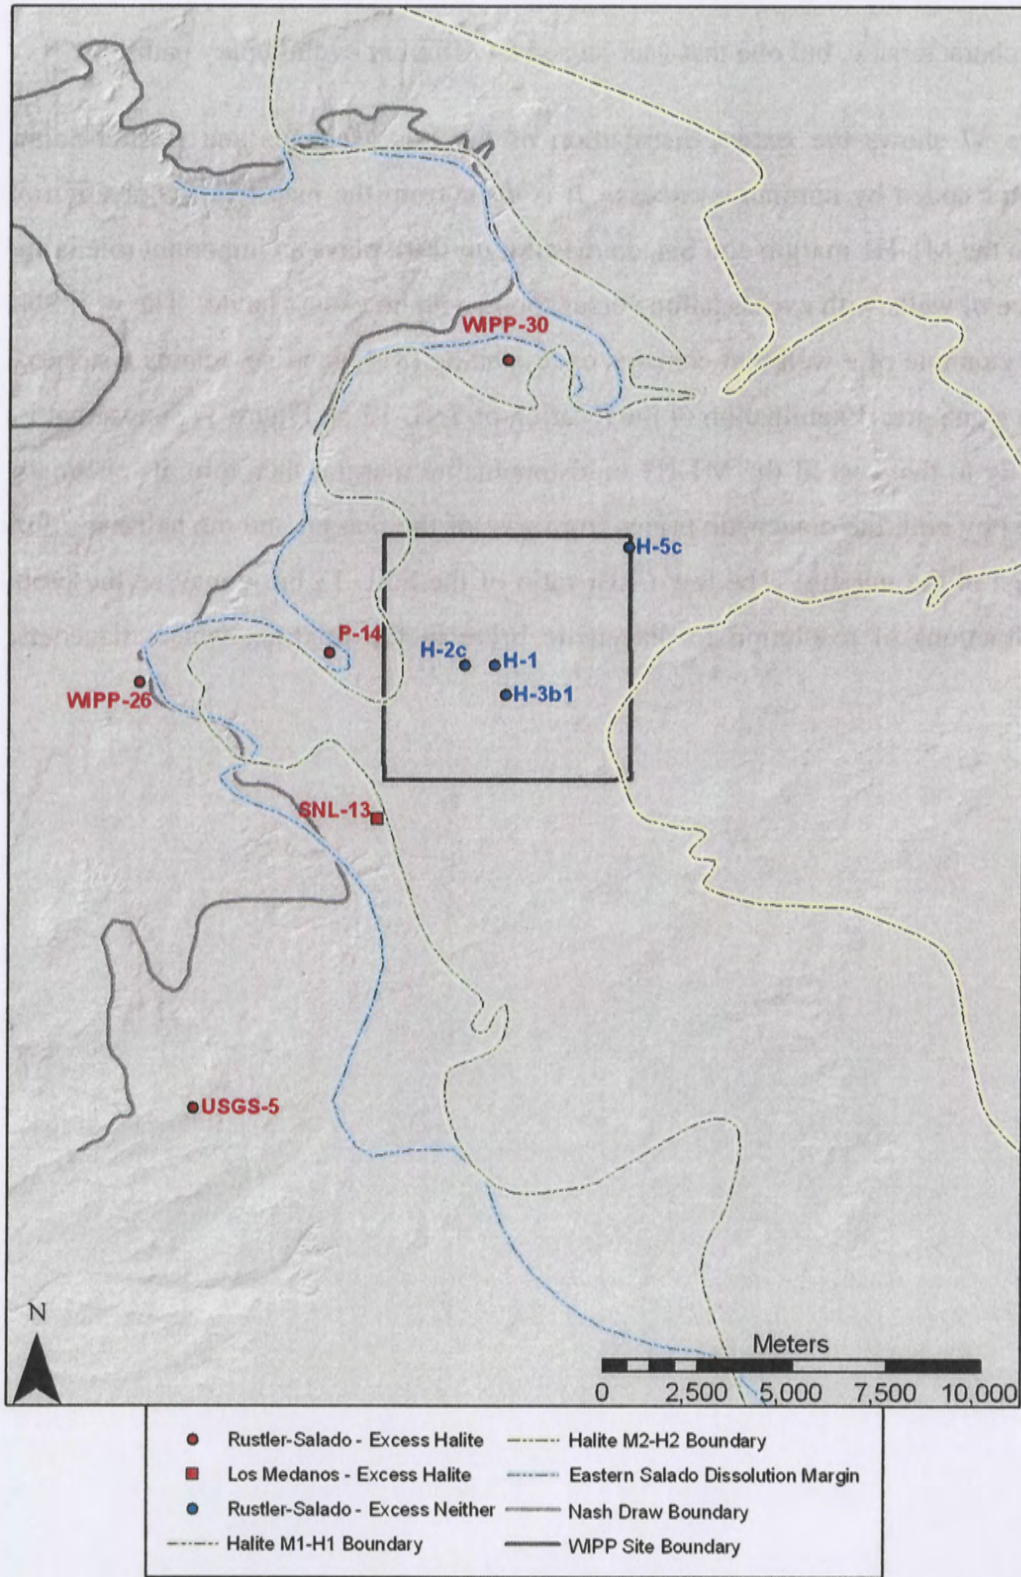 WIPP-30
H-5c
P-14
H-2c
H-1
WIPP-26
H-3b1
SNL-13
USGS-5
N
Meters
0 2,500 5,000 7,500 10,000
Rustler-Salado - Excess Halite
Los Medanos - Excess Halite
Rustler-Salado - Excess Neither
Halite M1-H1 Boundary
Halite M2-H2 Boundary
Eastern Salado Dissolution Margin
Nash Draw Boundary
WIPP Site Boundary